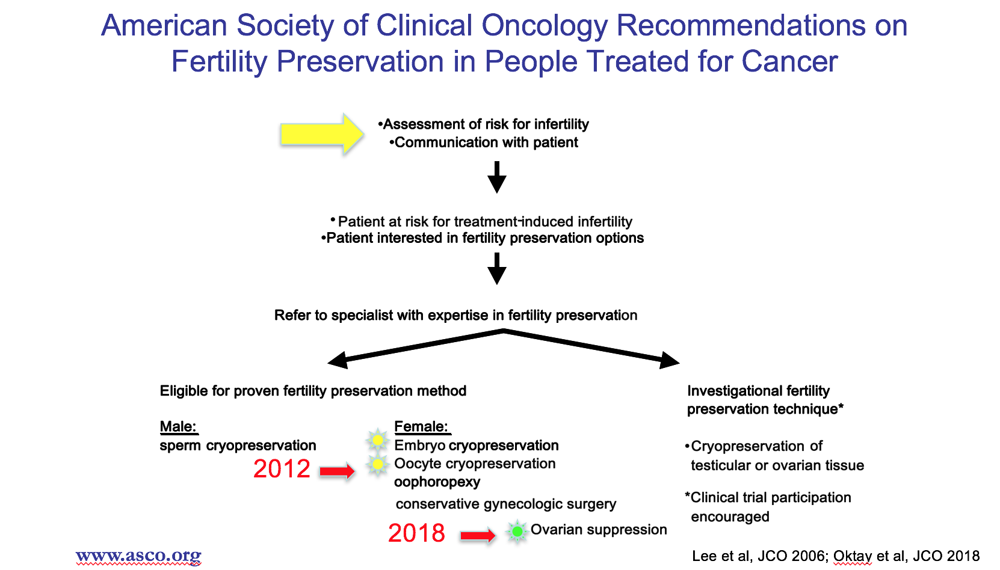 American Society of Clinical Oncology Recommendations on
Fertility Preservation in People Treated for Cancer
•Assessment of risk for infertility
•Communication with patient
•Patient at risk for treatment-induced infertility
•Patient interested in fertility preservation options
Refer to specialist with expertise in fertility preservation
Eligible for proven fertility preservation method
Male:
sperm cryopreservation
2012
Female:
Embryo cryopreservation
Oocyte cryopreservation
oophoropexy
conservative gynecologic surgery
2018
Ovarian suppression
Investigational fertility
preservation technique*
•Cryopreservation of
testicular or ovarian tissue
*Clinical trial participation
encouraged
www.asco.org
Lee et al, JCO 2006; Oktay et al, JCO 2018